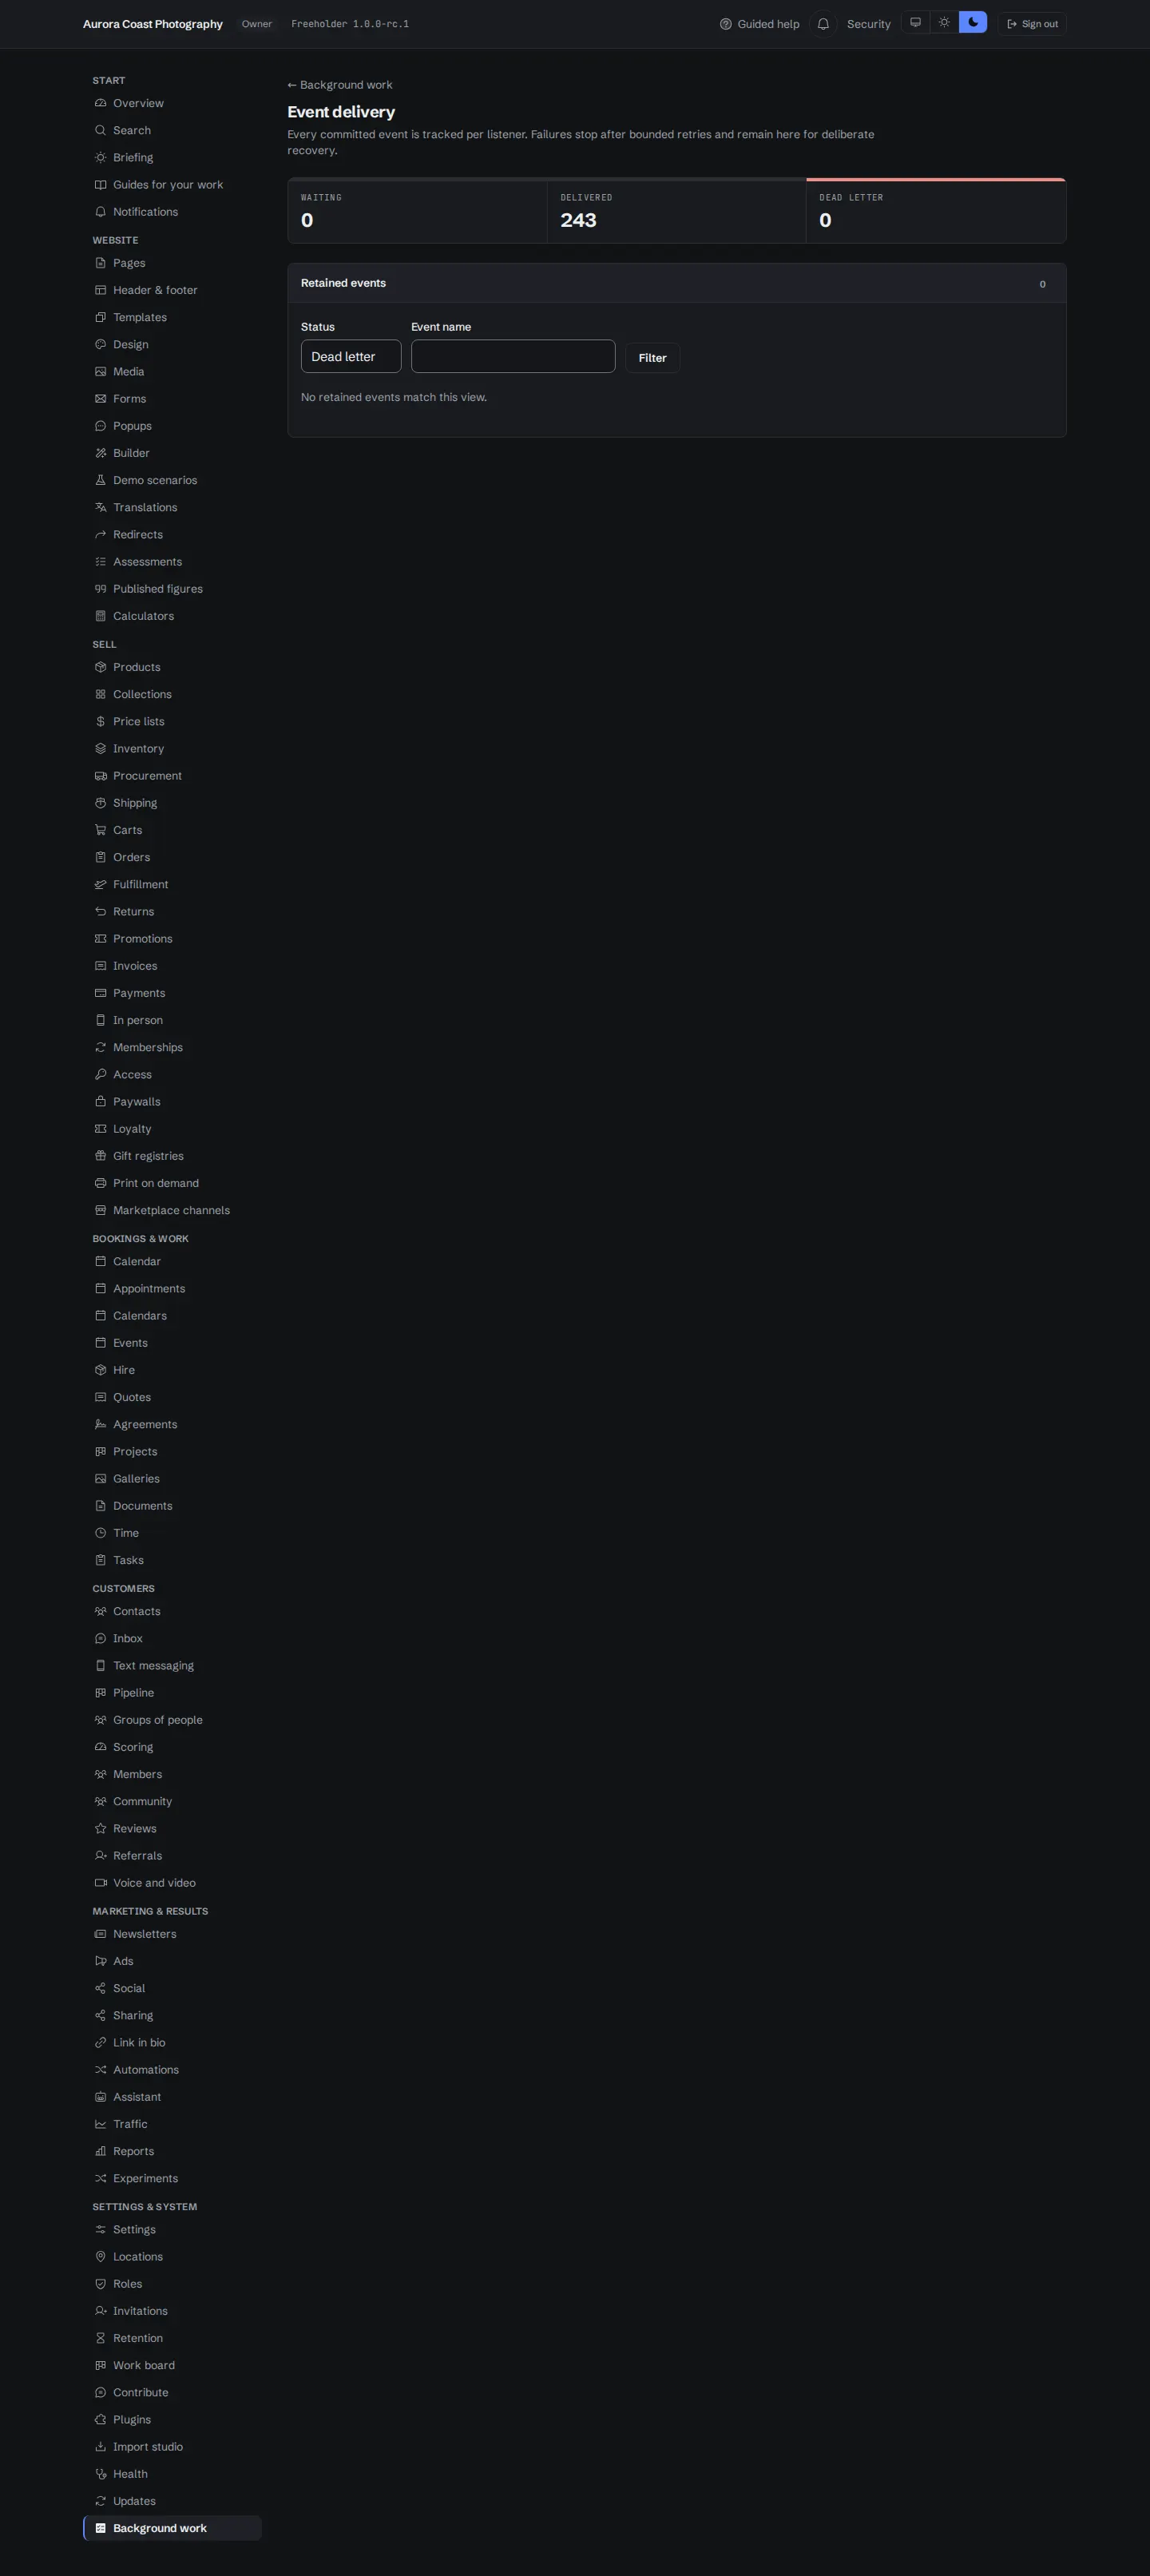 Aurora Coast Photography Owner Freeholder 1.0.0-rc.1 Guided help Security Sign out
START
Overview
Search
Briefing
Guides for your work
Notifications
WEBSITE
Pages
Header & footer
Templates
Design
Media
Forms
Popups
Builder
Demo scenarios
Translations
Redirects
Assessments
Published figures
Calculators
SELL
Products
Collections
Price lists
Inventory
Procurement
Shipping
Carts
Orders
Fulfillment
Returns
Promotions
Invoices
Payments
In person
Memberships
Access
Paywalls
Loyalty
Gift registries
Print on demand
Marketplace channels
BOOKINGS & WORK
Calendar
Appointments
Calendars
Events
Hire
Quotes
Agreements
Projects
Galleries
Documents
Time
Tasks
CUSTOMERS
Contacts
Inbox
Text messaging
Pipeline
Groups of people
Scoring
Members
Community
Reviews
Referrals
Voice and video
MARKETING & RESULTS
Newsletters
Ads
Social
Sharing
Link in bio
Automations
Assistant
Traffic
Reports
Experiments
SETTINGS & SYSTEM
Settings
Locations
Roles
Invitations
Retention
Work board
Contribute
Plugins
Import studio
Health
Updates
Background work
← Background work
Event delivery
Every committed event is tracked per listener. Failures stop after bounded retries and remain here for deliberate
recovery.
WAITING
0
DELIVERED
243
DEAD LETTER
0
Retained events 0
Status Event name
Dead letter Filter
No retained events match this view.